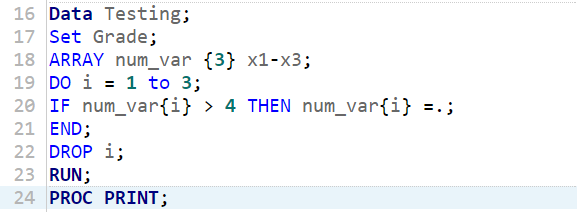 16 Data Testing;
17 Set Grade;
18 ARRAY num_var {3} x1-x3;
19 DO i = 1 to 3;
20 IF num_var{i} > 4 THEN num_var{i} =.;
21 END;
22 DROP i;
23 RUN;
24 PROC PRINT;